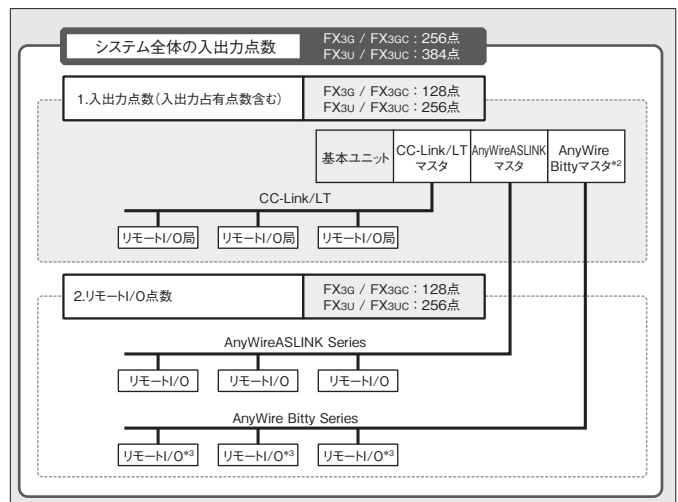 システム全体の入出力点数
FX3G / FX3GC：256点
FX3U / FX3UC：384点
1.入出力点数（入出力占有点数含む）
FX3G / FX3GC：128点
FX3U / FX3UC：256点
基本ユニット
CC-Link/LT
マスタ
AnyWireASLINK
マスタ
AnyWire
Bittyマスタ*2
CC-Link/LT
リモートI/O局
リモートI/O局
リモートI/O局
2.リモートI/O点数
FX3G / FX3GC：128点
FX3U / FX3UC：256点
AnyWireASLINK Series
リモートI/O
リモートI/O
リモートI/O
AnyWire Bitty Series
リモートI/O*3
リモートI/O*3
リモートI/O*3